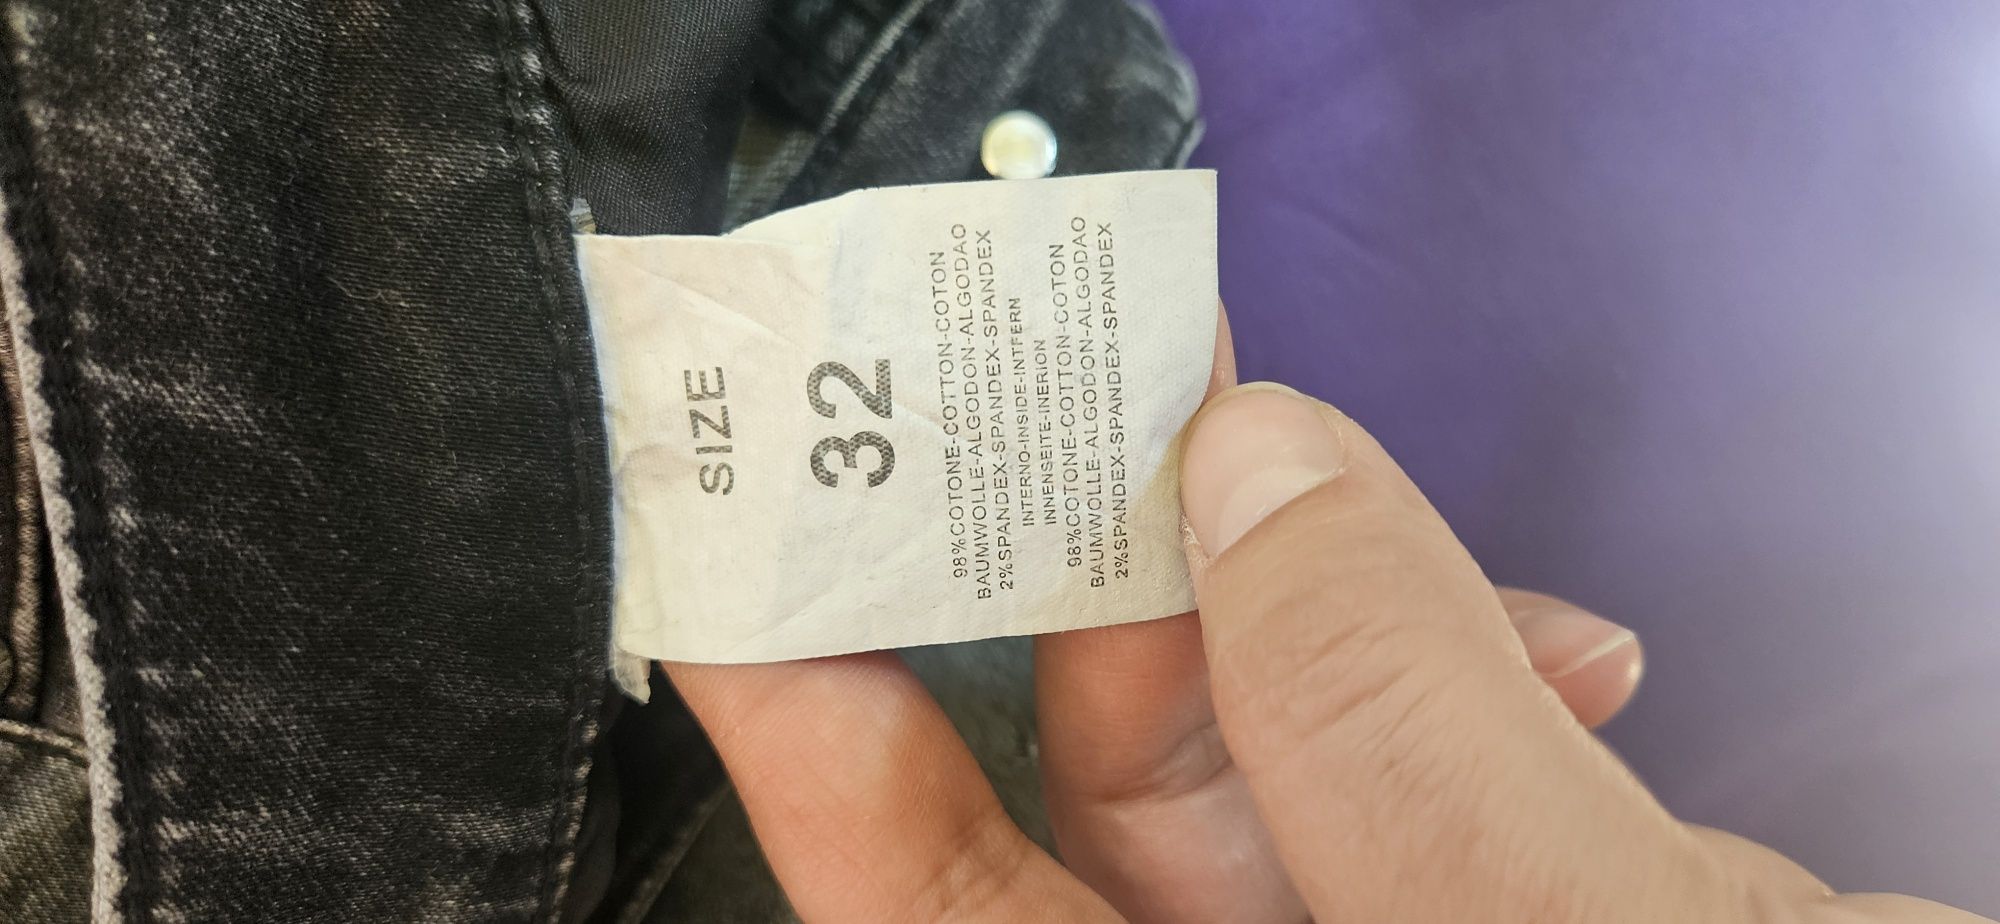 SIZE
32
98%COTONE-COTTON-COTON
BAUMWOLLE-ALGODON-ALGODAO
2%SPANDEX-SPANDEX-SPANDEX
INTERNO-INSIDE-INTFERN
INNENSEITE-INERION
98%COTONE-COTTON-COTON
BAUMWOLLE-ALGODON-ALGODAO
2%SPANDEX-SPANDEX-SPANDEX